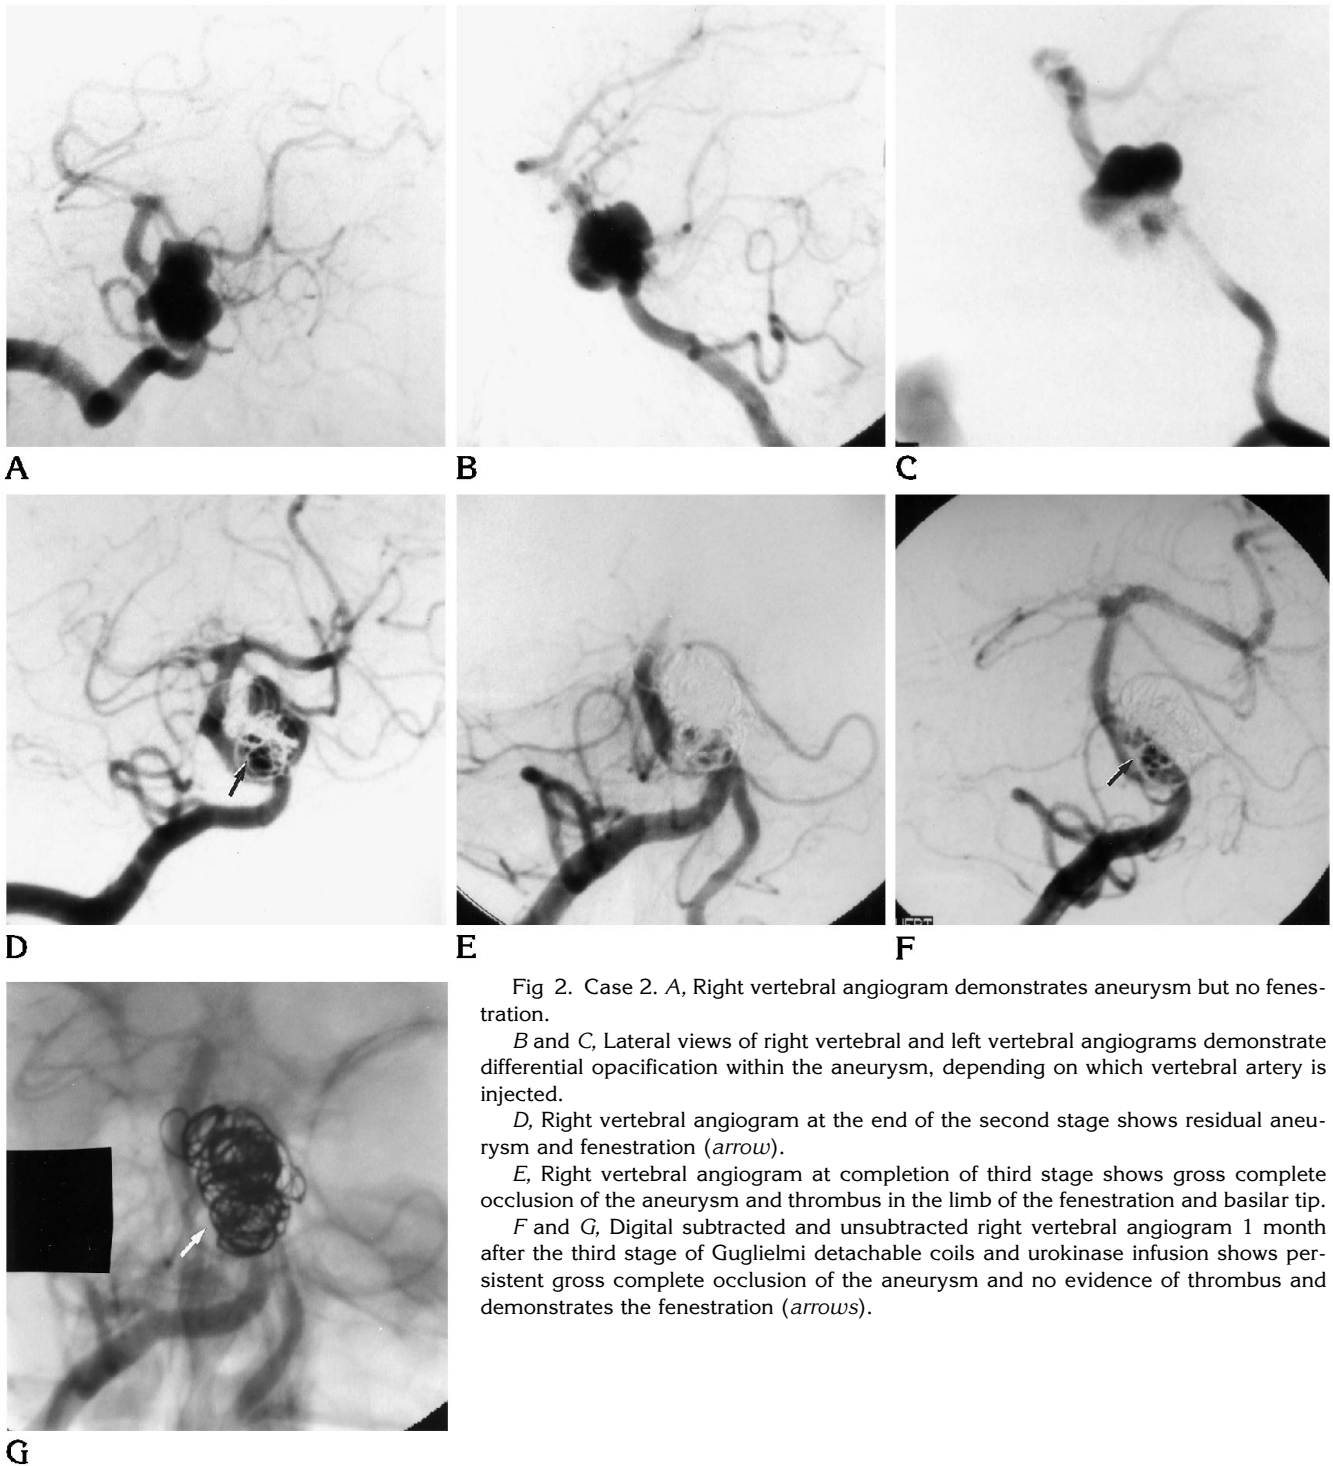 A
B
C
D
E
F
G
Fig 2. Case 2. A, Right vertebral angiogram demonstrates aneurysm but no fenes-
tration.
B and C, Lateral views of right vertebral and left vertebral angiograms demonstrate
differential opacification within the aneurysm, depending on which vertebral artery is
injected.
D, Right vertebral angiogram at the end of the second stage shows residual aneu-
rysm and fenestration (arrow).
E, Right vertebral angiogram at completion of third stage shows gross complete
occlusion of the aneurysm and thrombus in the limb of the fenestration and basilar tip.
F and G, Digital subtracted and unsubtracted right vertebral angiogram 1 month
after the third stage of Guglielmi detachable coils and urokinase infusion shows per-
sistent gross complete occlusion of the aneurysm and no evidence of thrombus and
demonstrates the fenestration (arrows).